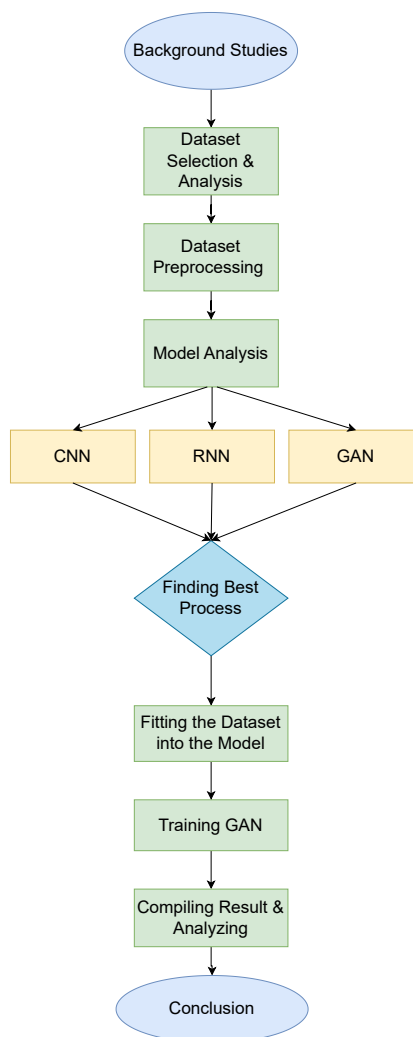 Background Studies
Dataset
Selection &
Analysis
Dataset
Preprocessing
Model Analysis
CNN
RNN
GAN
Finding Best
Process
Fitting the Dataset
into the Model
Training GAN
Compiling Result &
Analyzing
Conclusion